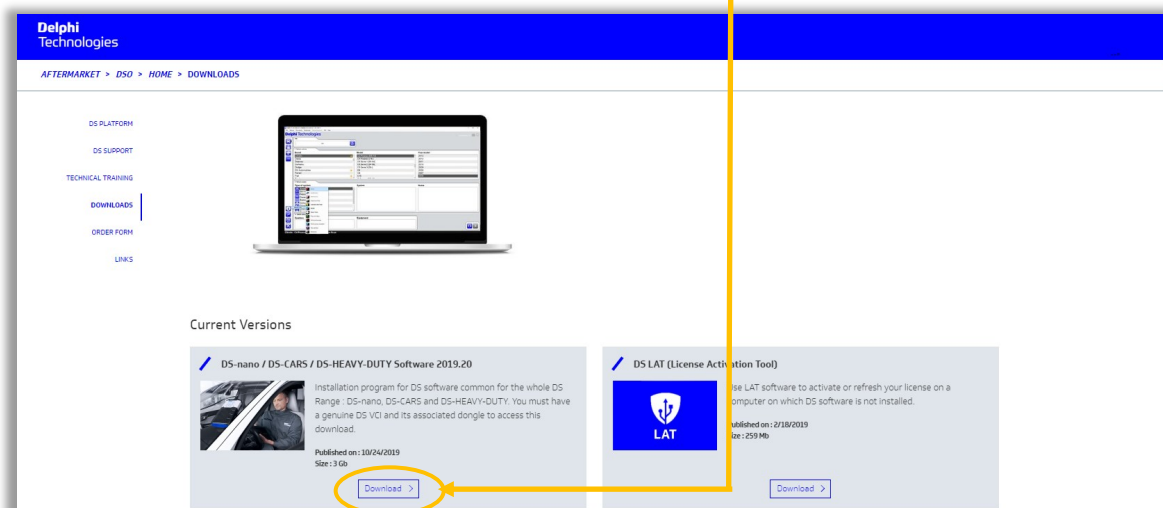 Delphi
Technologies
AFTERMARKET > DSO > HOME > DOWNLOADS
DS PLATFORM
DS SUPPORT
TECHNICAL TRAINING
DOWNLOADS
ORDER FORM
LINKS
Current Versions
DS-nano / DS-CARS / DS-HEAVY-DUTY Software 2019.20
Installation program for DS software common for the whole DS
Range : DS-nano, DS-CARS and DS-HEAVY-DUTY. You must have
a genuine DS VCI and its associated dongle to access this
download.
Published on : 10/24/2019
Size : 3 Gb
Download >
DS LAT (License Activation Tool)
LAT
Use LAT software to activate or refresh your license on a
computer on which DS software is not installed.
Published on : 2/18/2019
Size : 259 Mb
Download >